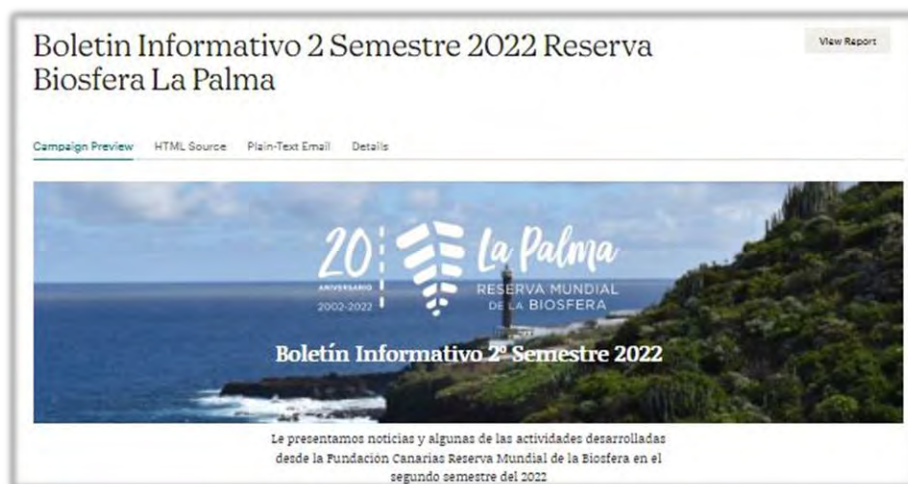 Boletin Informativo 2 Semestre 2022 Reserva
Biosfera La Palma
View Report
Campaign Preview HTML Source Plain-Text Email Details
20
ANIVERSARIO
2002-2022
La Palma
RESERVA MUNDIAL
DE LA BIOSFERA
Boletín Informativo 2º Semestre 2022
Le presentamos noticias y algunas de las actividades desarrolladas
desde la Fundación Canarias Reserva Mundial de la Biosfera en el
segundo semestre del 2022